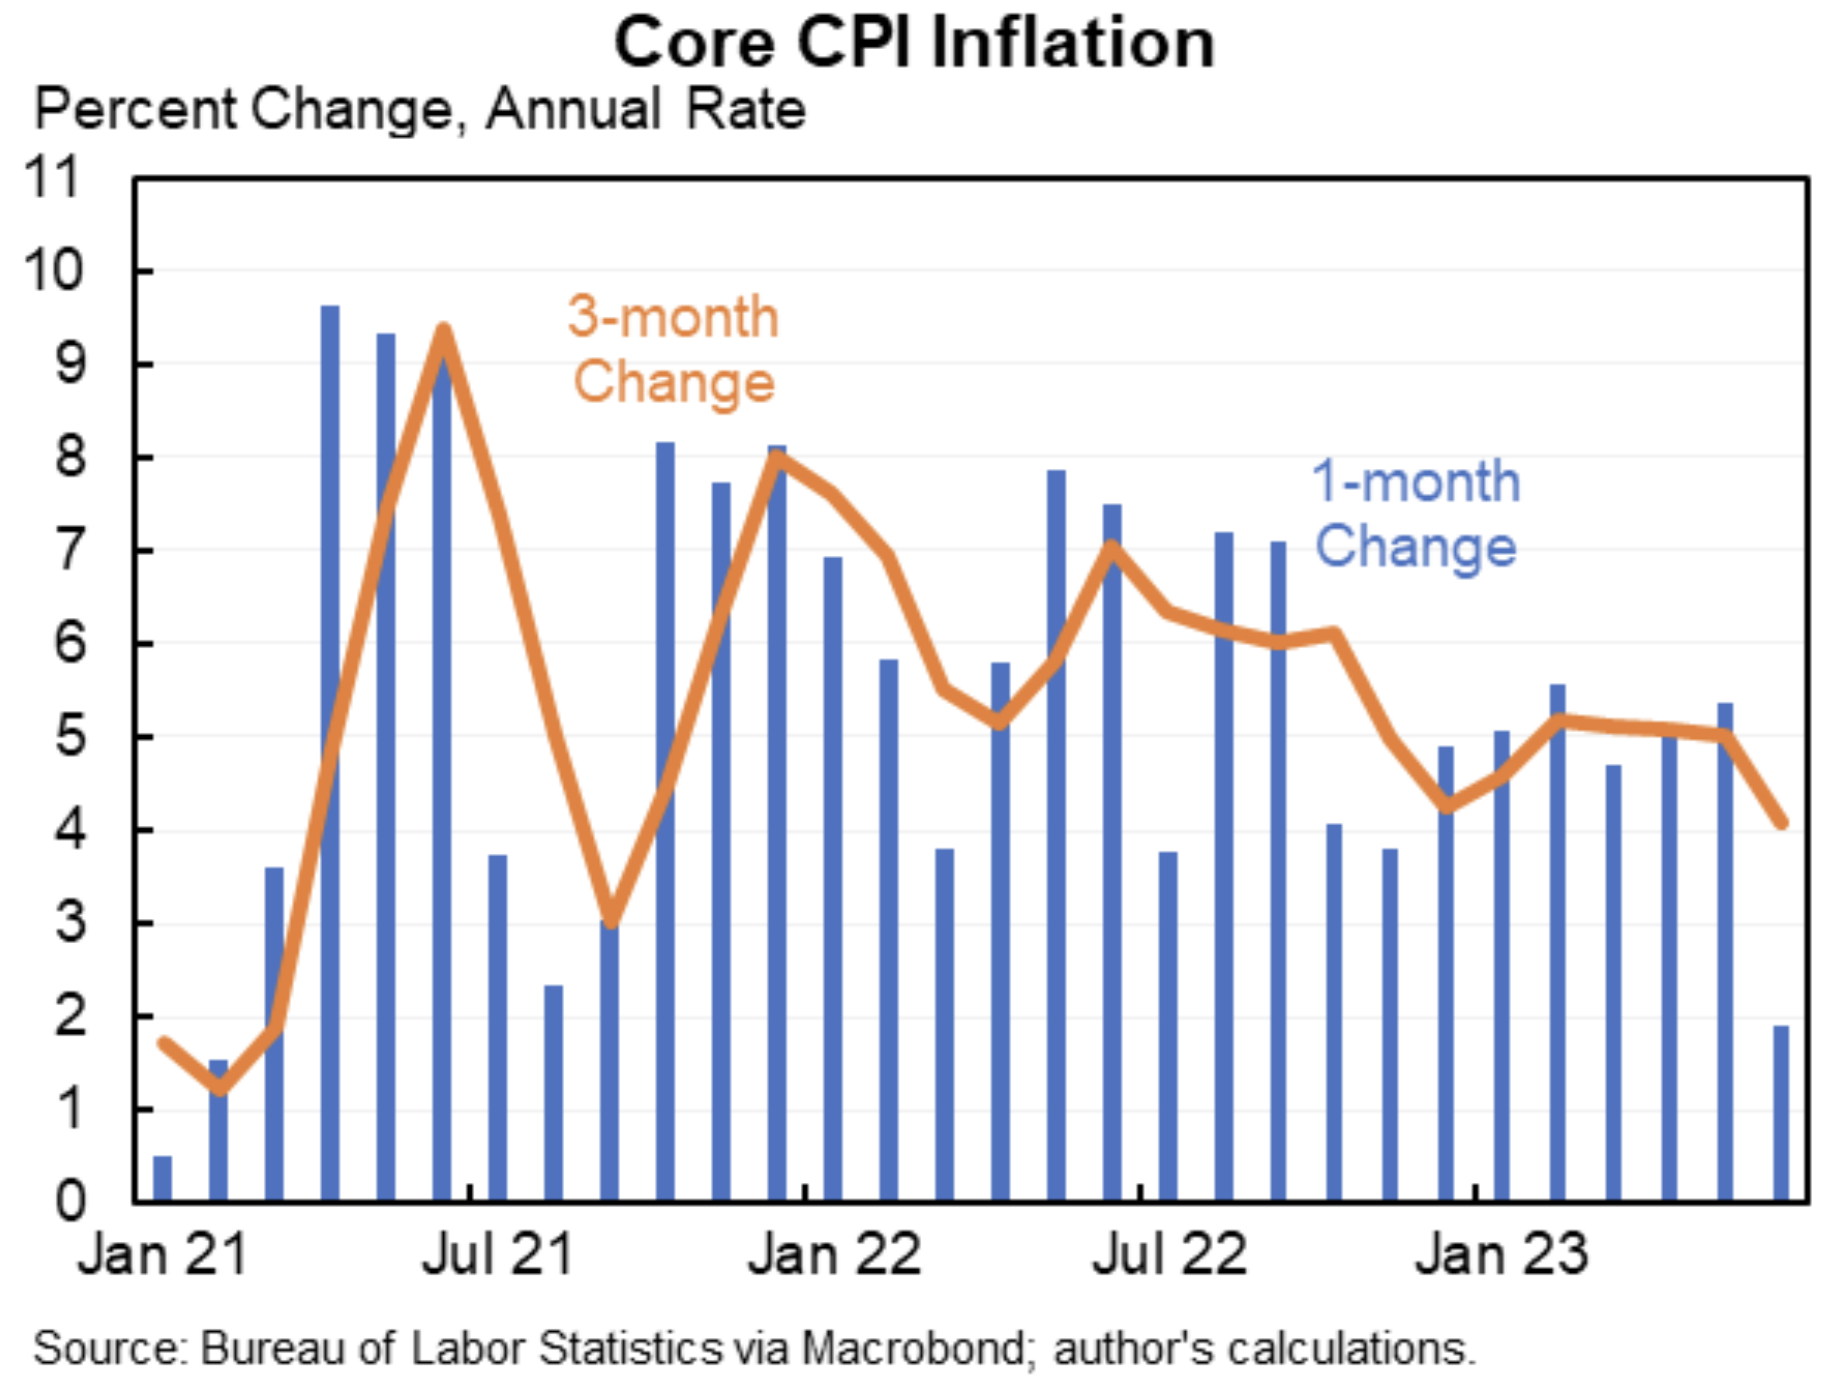 Core CPI Inflation
Percent Change, Annual Rate
11
10
9
8
7
6
5
4
3
2
1
0
3-month
Change
1-month
Change
Jan 21
Jul 21
Jan 22
Jul 22
Jan 23
Source: Bureau of Labor Statistics via Macrobond; author's calculations.